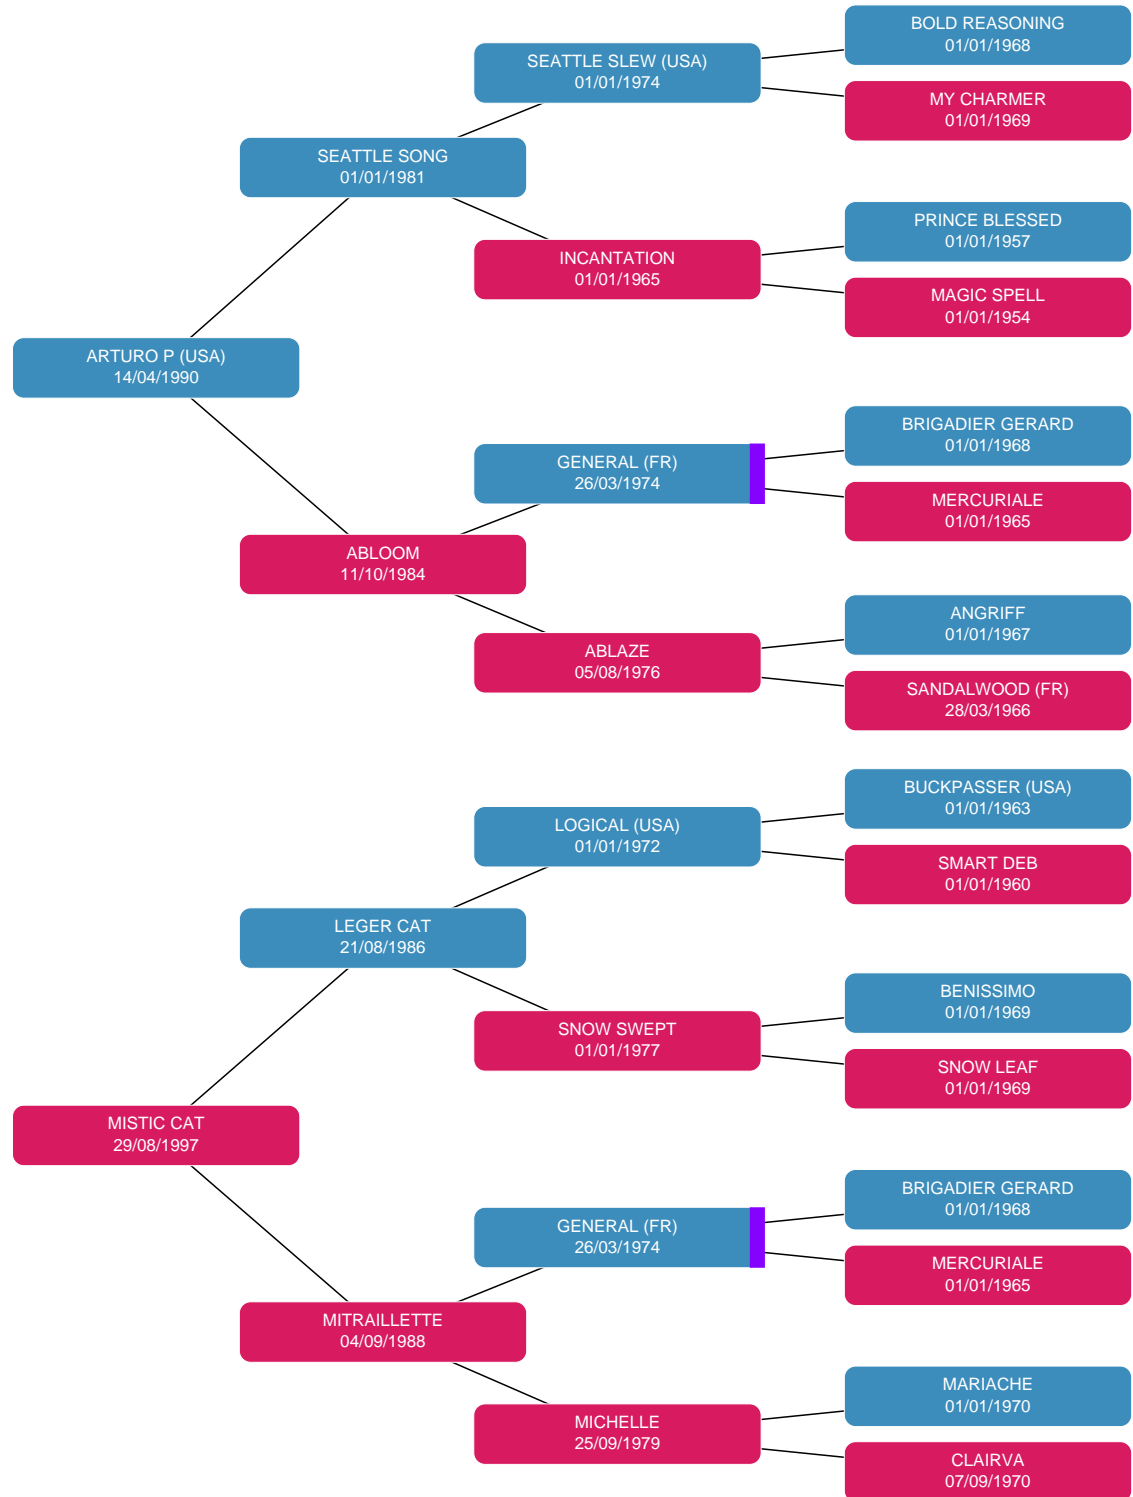 BOLD REASONING
01/01/1968
SEATTLE SLEW (USA)
01/01/1974
MY CHARMER
01/01/1969
SEATTLE SONG
01/01/1981
PRINCE BLESSED
01/01/1957
INCANTATION
01/01/1965
MAGIC SPELL
01/01/1954
ARTURO P (USA)
14/04/1990
BRIGADIER GERARD
01/01/1968
GENERAL (FR)
26/03/1974
MERCURIALE
01/01/1965
ABLOOM
11/10/1984
ANGRIFF
01/01/1967
ABLAZE
05/08/1976
SANDALWOOD (FR)
28/03/1966
BUCKPASSER (USA)
01/01/1963
LOGICAL (USA)
01/01/1972
SMART DEB
01/01/1960
LEGER CAT
21/08/1986
BENISSIMO
01/01/1969
SNOW SWEPT
01/01/1977
SNOW LEAF
01/01/1969
MISTIC CAT
29/08/1997
BRIGADIER GERARD
01/01/1968
GENERAL (FR)
26/03/1974
MERCURIALE
01/01/1965
MITRAILLETTE
04/09/1988
MARIACHE
01/01/1970
MICHELLE
25/09/1979
CLAIRVA
07/09/1970